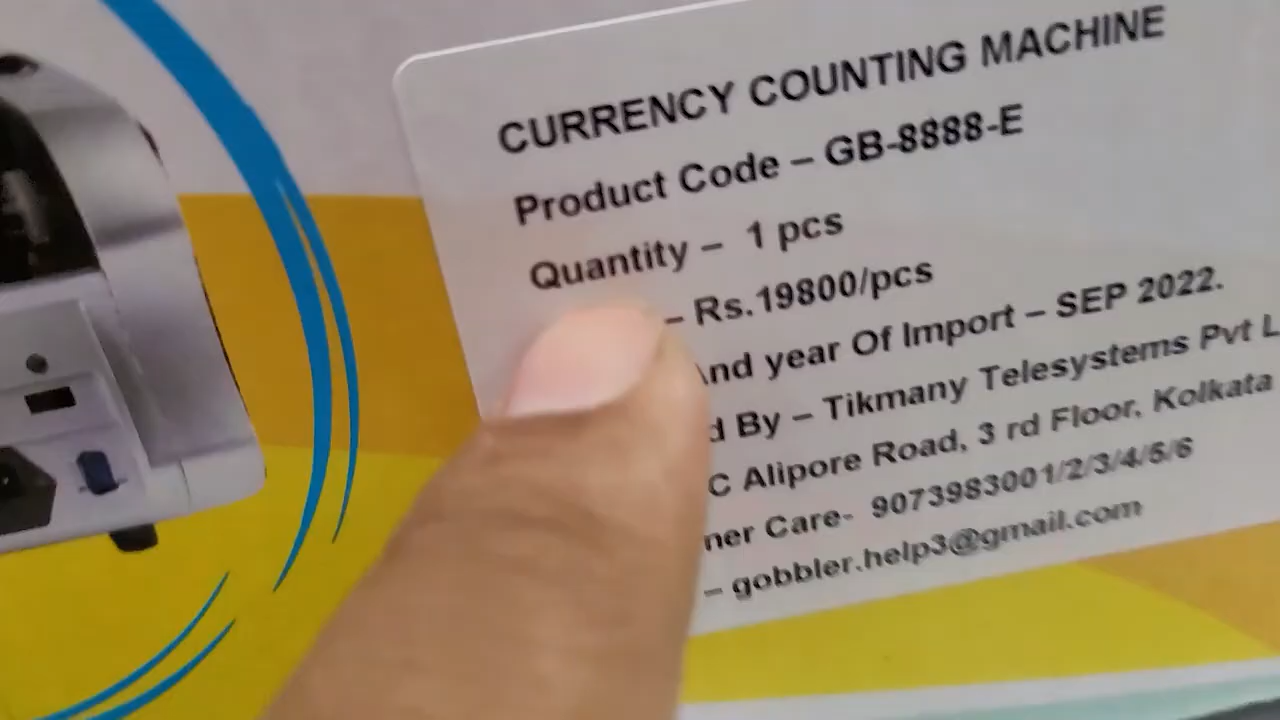 CURRENCY COUNTING MACHINE
Product Code – GB-8888-E
Quantity – 1 pcs
– Rs.19800/pcs
And year Of Import – SEP 2022.
By – Tikmany Telesystems Pvt
C Alipore Road, 3 rd Floor, Kolkata
Care- 9073983001/2/3/4/5/6
– gobbler.help3@gmail.com